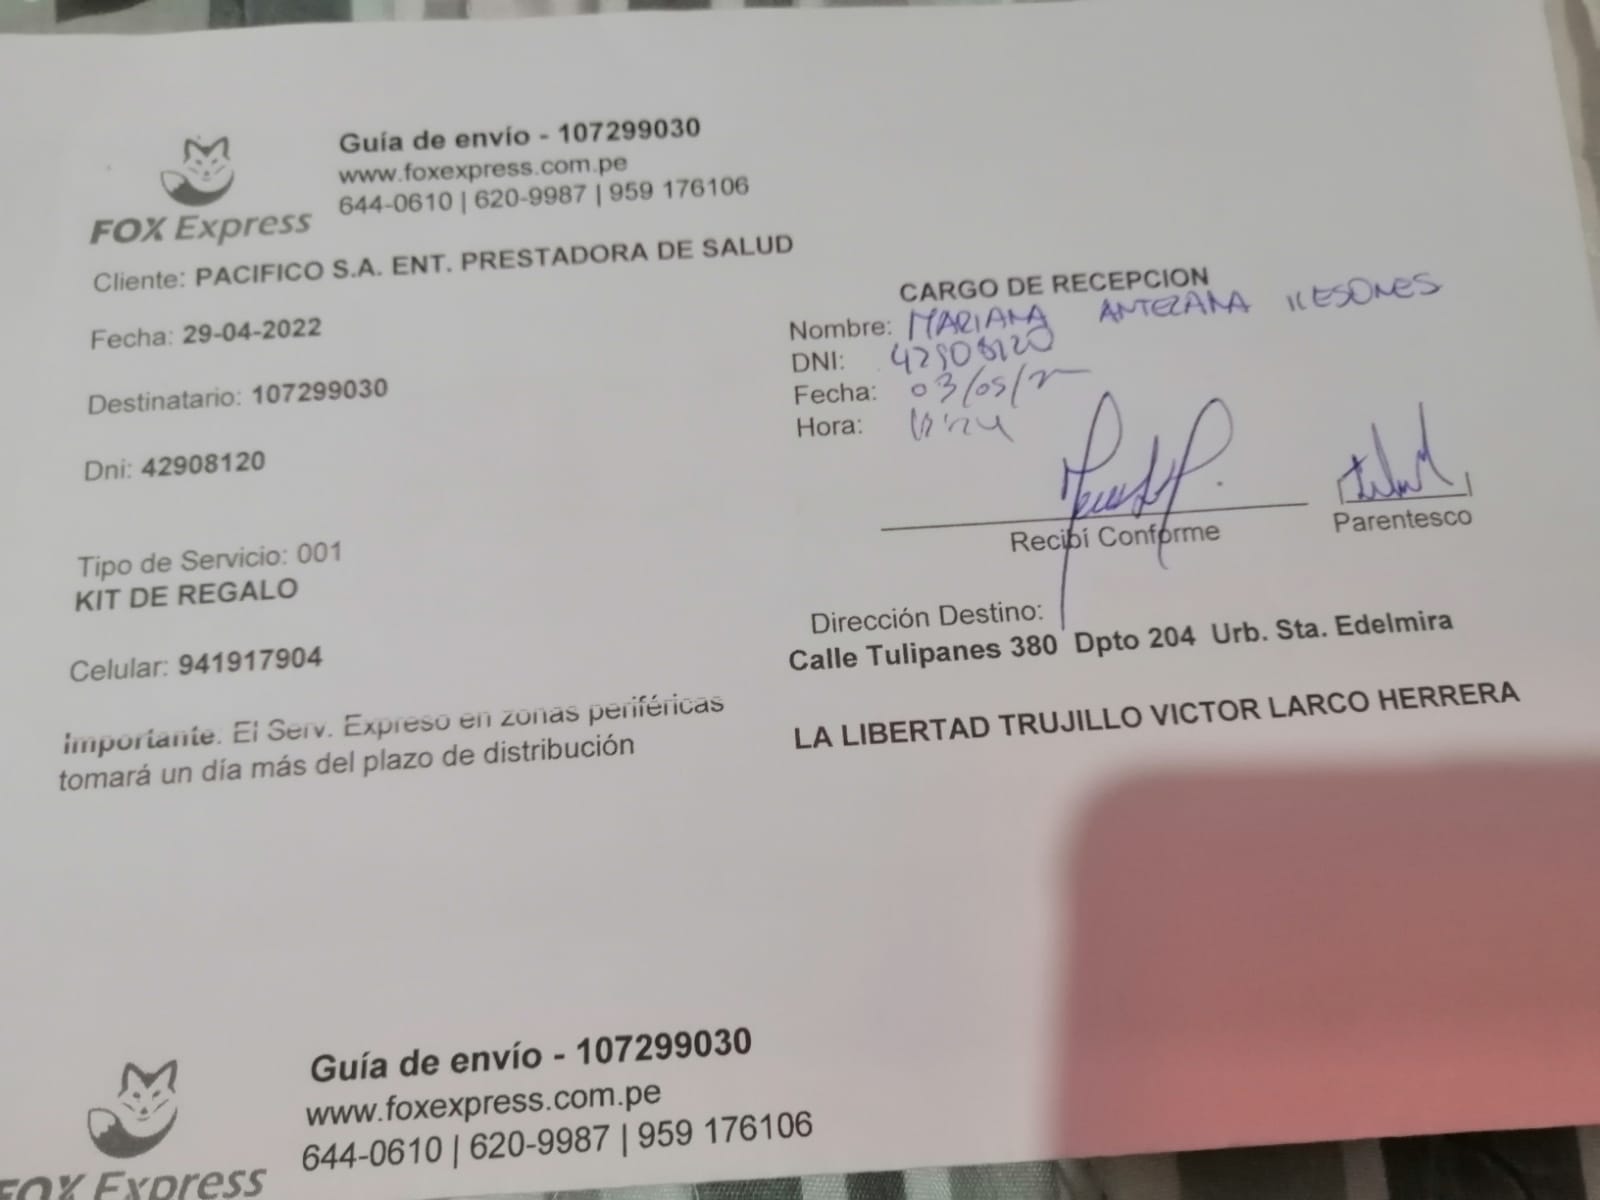 Guía de envío - 107299030
www.foxexpress.com.pe
644-0610 | 620-9987 | 959 176106
FOX Express
Cliente: PACIFICO S.A. ENT. PRESTADORA DE SALUD
Fecha: 29-04-2022
Destinatario: 107299030
Dni: 42908120
Tipo de Servicio: 001
KIT DE REGALO
Celular: 941917904
Importante. El Serv. Expreso en zonas periféricas
tomará un día más del plazo de distribución
CARGO DE RECEPCION
Nombre: MARIANA ANTEZANA
DNI: 42908120
Fecha: 03/05/
Hora:
Recibí Conforme
Parentesco
Dirección Destino:
Calle Tulipanes 380 Dpto 204 Urb. Sta. Edelmira
LA LIBERTAD TRUJILLO VICTOR LARCO HERRERA
Guía de envío - 107299030
www.foxexpress.com.pe
644-0610 | 620-9987 | 959 176106
FOX Express